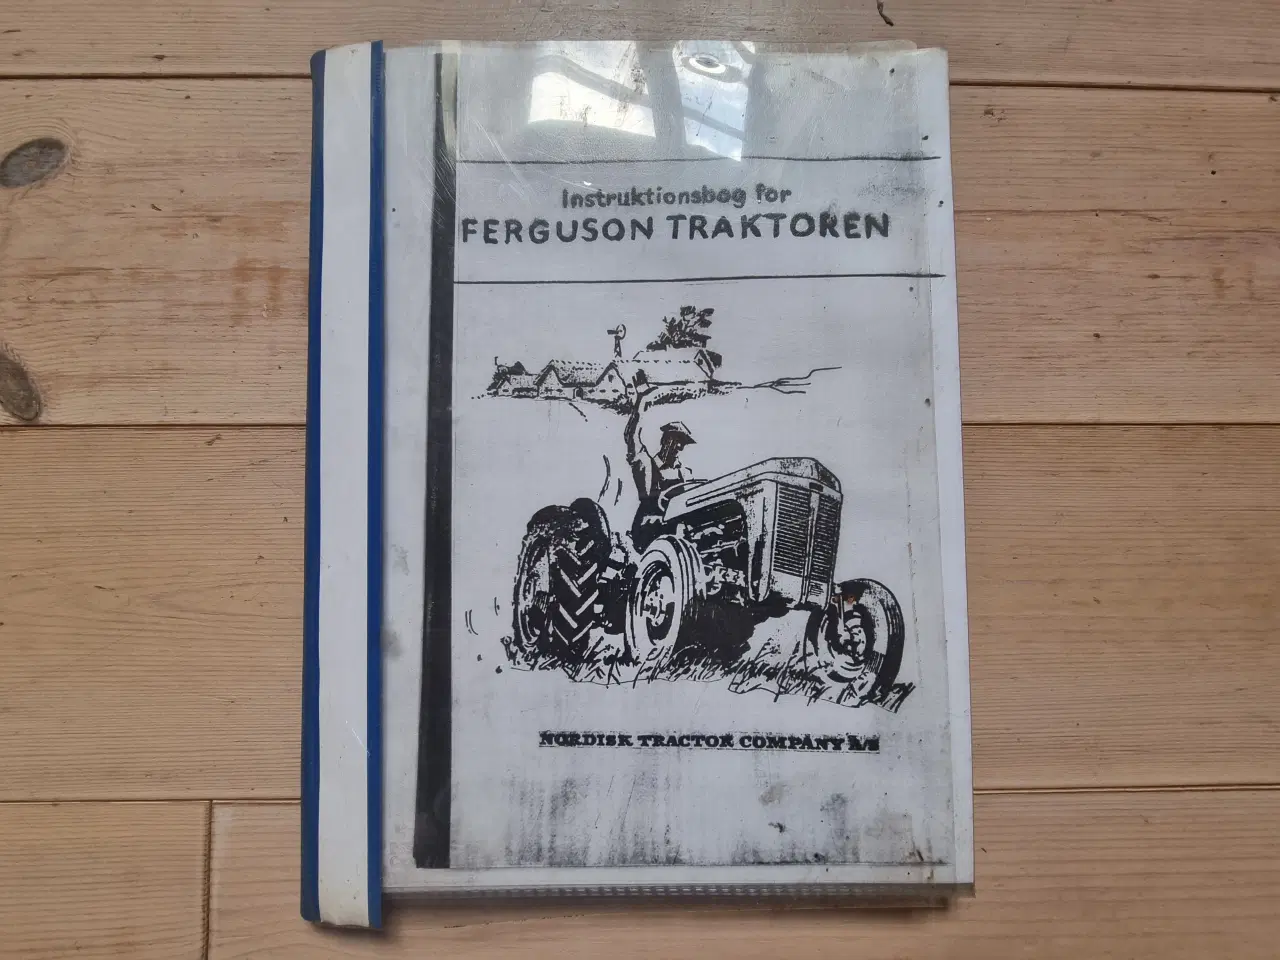 Instruktionsbog for
FERGUSON TRAKTOREN
NORDISK TRACTOR COMPANY A/S